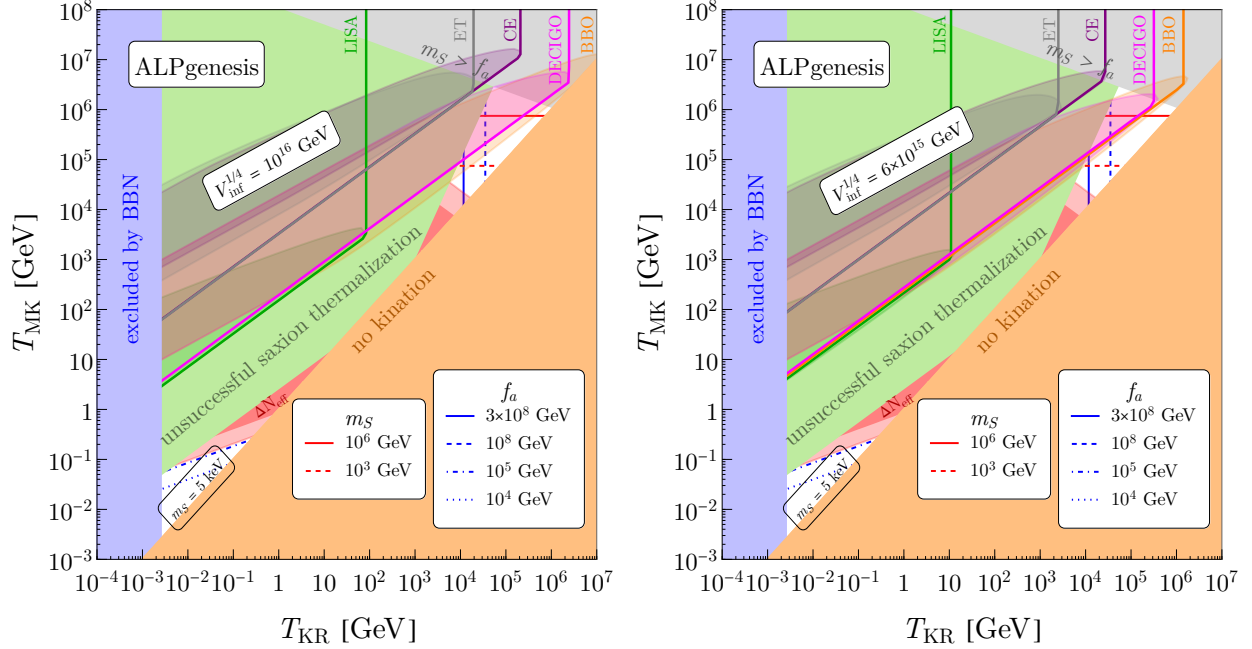 ALPgenesis
V_inf^{1/4} = 10^16 GeV
LISA
ET
CE
DECIGO
BBO
m_S > f_a
excluded by BBN
unsuccessful saxion thermalization
no kination
ΔN_eff
m_S = 5 keV
m_S
10^6 GeV
10^3 GeV
f_a
3×10^8 GeV
10^8 GeV
10^5 GeV
10^4 GeV
T_MK [GeV]
10^8
10^7
10^6
10^5
10^4
10^3
10^2
10
1
10^-1
10^-2
10^-3
10^-4 10^-3 10^-2 10^-1 1 10 10^2 10^3 10^4 10^5 10^6 10^7
T_KR [GeV]
ALPgenesis
V_inf^{1/4} = 6×10^15 GeV
LISA
ET
CE
DECIGO
BBO
m_S > f_a
excluded by BBN
unsuccessful saxion thermalization
no kination
ΔN_eff
m_S = 5 keV
m_S
10^6 GeV
10^3 GeV
f_a
3×10^8 GeV
10^8 GeV
10^5 GeV
10^4 GeV
T_MK [GeV]
10^8
10^7
10^6
10^5
10^4
10^3
10^2
10
1
10^-1
10^-2
10^-3
10^-4 10^-3 10^-2 10^-1 1 10 10^2 10^3 10^4 10^5 10^6 10^7
T_KR [GeV]